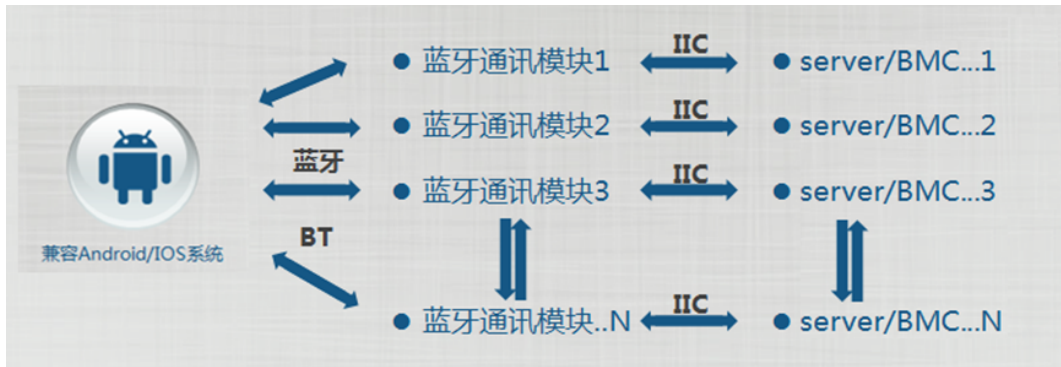 蓝牙通讯模块1 IIC server/BMC...1
蓝牙通讯模块2 IIC server/BMC...2
蓝牙
蓝牙通讯模块3 IIC server/BMC...3
BT
兼容Android/IOS系统
蓝牙通讯模块..N IIC server/BMC...N